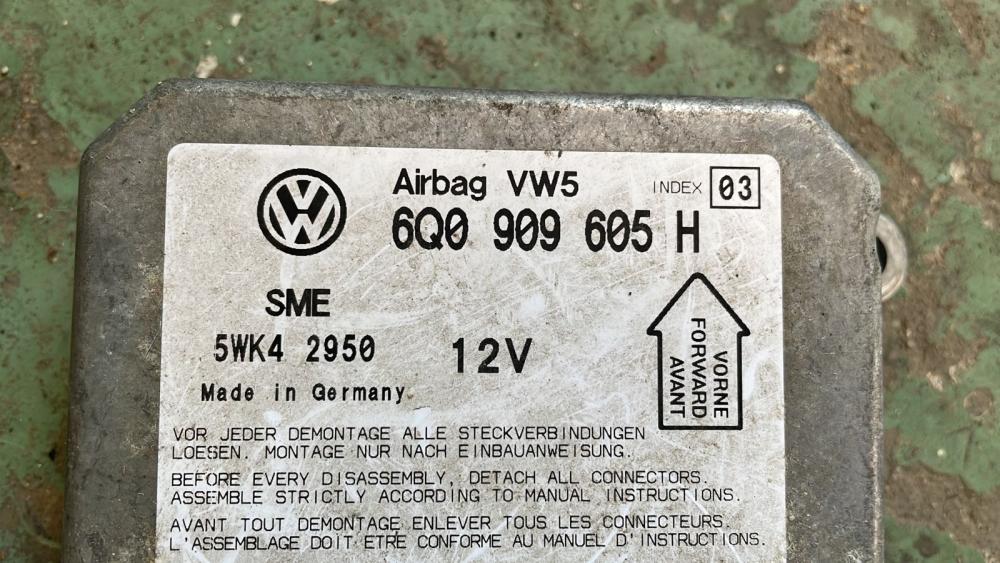 Airbag VW5
INDEX 03
6Q0 909 605 H
SME
5WK4 2950
12V
Made in Germany
VORNE
FORWARD
AVANT
VOR JEDER DEMONTAGE ALLE STECKVERBINDUNGEN
LOESEN. MONTAGE NUR NACH EINBAUANWEISUNG.
BEFORE EVERY DISASSEMBLY, DETACH ALL CONNECTORS.
ASSEMBLE STRICTLY ACCORDING TO MANUAL INSTRUCTIONS.
AVANT TOUT DEMONTAGE ENLEVER TOUS LES CONNECTEURS.
L'ASSEMBLAGE DOIT ETRE CONFORME AU MANUEL D'INSTRUCTIONS.